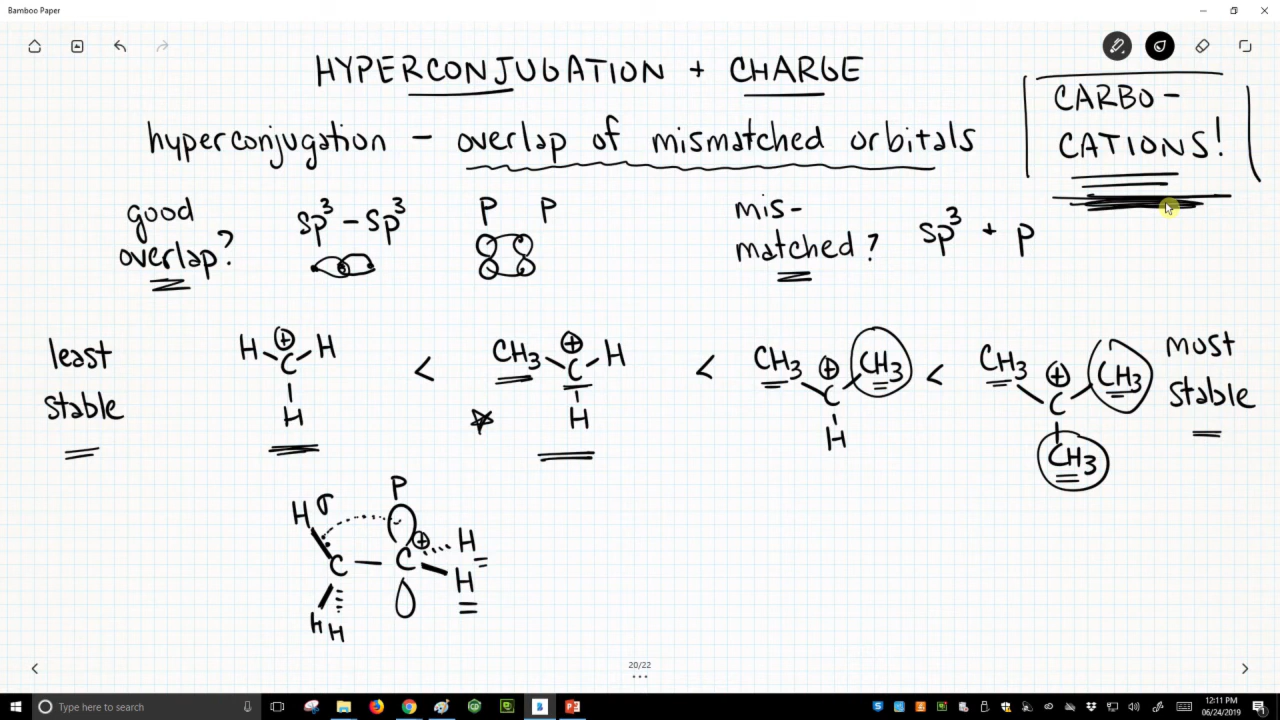 Bamboo Paper
HYPERCONJUGATION + CHARGE
CARBO-
CATIONS!
hyperconjugation - overlap of mismatched orbitals
good
overlap?
sp³ - sp³
P P
mis-
matched?
sp³ + p
least
stable
H ⊕ C H
H
<
CH3 ⊕ C H
H
<
CH3 ⊕ C CH3
H
<
CH3 ⊕ C CH3
CH3
most
stable
P
H σ
C - C ⊕ H
H
H H
20/22
Type here to search
12:11 PM
06/24/2019